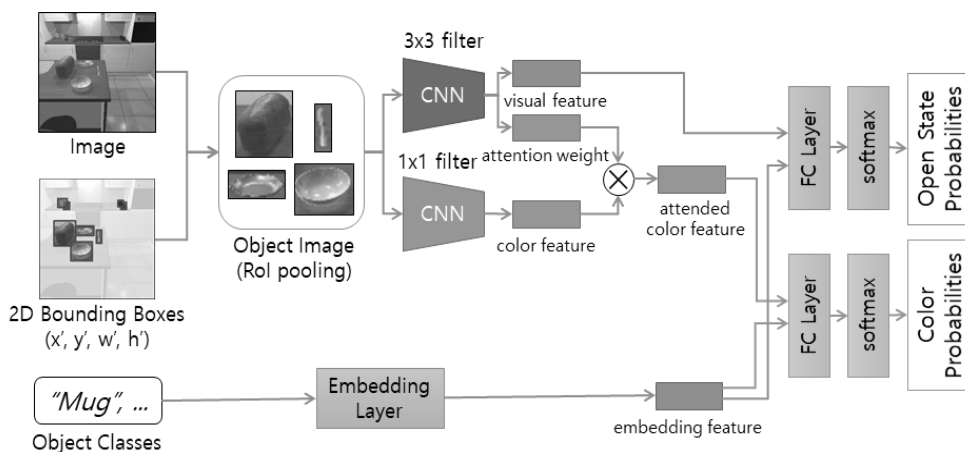 Image
2D Bounding Boxes
(x’, y’, w’, h’)
“Mug”, ...
Object Classes
Object Image
(RoI pooling)
3x3 filter
CNN
1x1 filter
CNN
visual feature
attention weight
color feature
attended
color feature
Embedding
Layer
embedding feature
FC Layer
softmax
Open State
Probabilities
FC Layer
softmax
Color
Probabilities